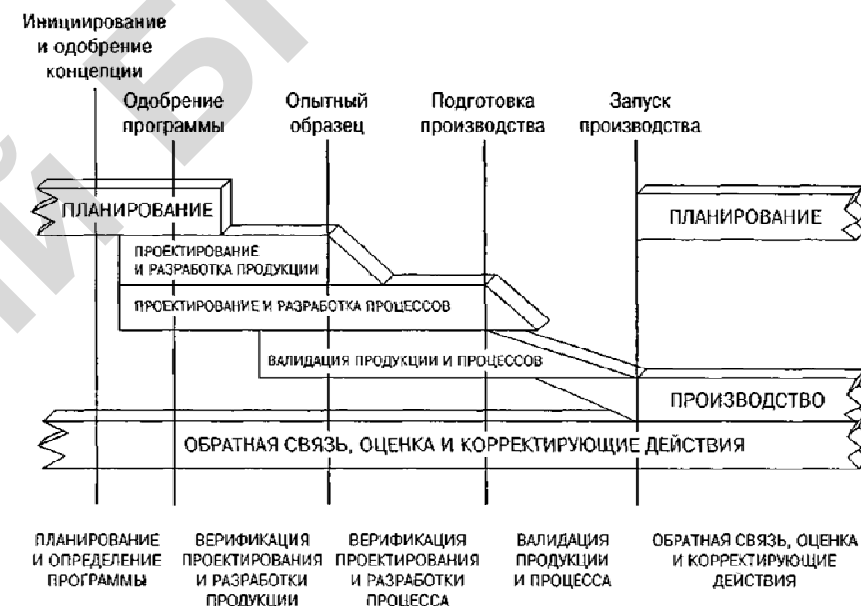 Инициирование
и одобрение
концепции
Одобрение
программы
Опытный
образец
Подготовка
производства
Запуск
производства
ПЛАНИРОВАНИЕ
ПЛАНИРОВАНИЕ
ПРОЕКТИРОВАНИЕ
И РАЗРАБОТКА ПРОДУКЦИИ
ПРОЕКТИРОВАНИЕ И РАЗРАБОТКА ПРОЦЕССОВ
ВАЛИДАЦИЯ ПРОДУКЦИИ И ПРОЦЕССОВ
ПРОИЗВОДСТВО
ОБРАТНАЯ СВЯЗЬ, ОЦЕНКА И КОРРЕКТИРУЮЩИЕ ДЕЙСТВИЯ
ПЛАНИРОВАНИЕ
И ОПРЕДЕЛЕНИЕ
ПРОГРАММЫ
ВЕРИФИКАЦИЯ
ПРОЕКТИРОВАНИЯ
И РАЗРАБОТКИ
ПРОДУКЦИИ
ВЕРИФИКАЦИЯ
ПРОЕКТИРОВАНИЯ
И РАЗРАБОТКИ
ПРОЦЕССА
ВАЛИДАЦИЯ
ПРОДУКЦИИ
И ПРОЦЕССА
ОБРАТНАЯ СВЯЗЬ, ОЦЕНКА
И КОРРЕКТИРУЮЩИЕ
ДЕЙСТВИЯ